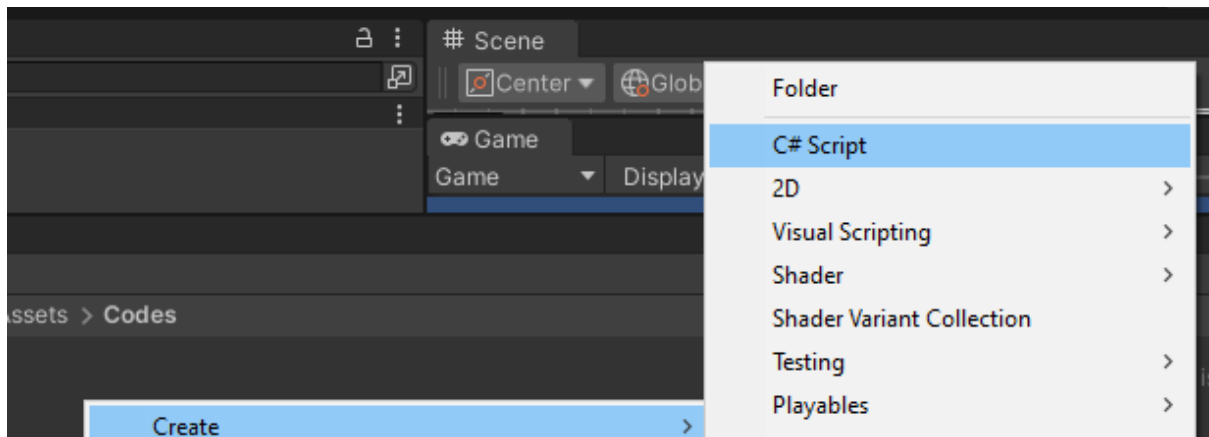 # Scene
Center
Glob
Folder
Game
C# Script
Game
Display
2D
Visual Scripting
Shader
Assets > Codes
Shader Variant Collection
Testing
Playables
Create